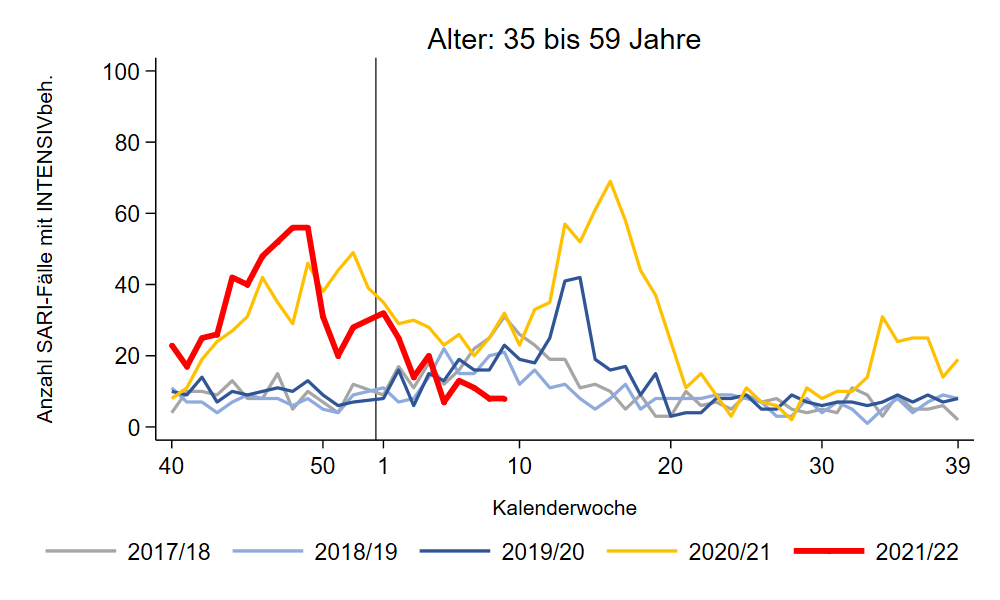 Alter: 35 bis 59 Jahre
Anzahl SARI-Fälle mit INTENSIVbeh.
100
80
60
40
20
0
40 50 1 10 20 30 39
Kalenderwoche
2017/18 2018/19 2019/20 2020/21 2021/22